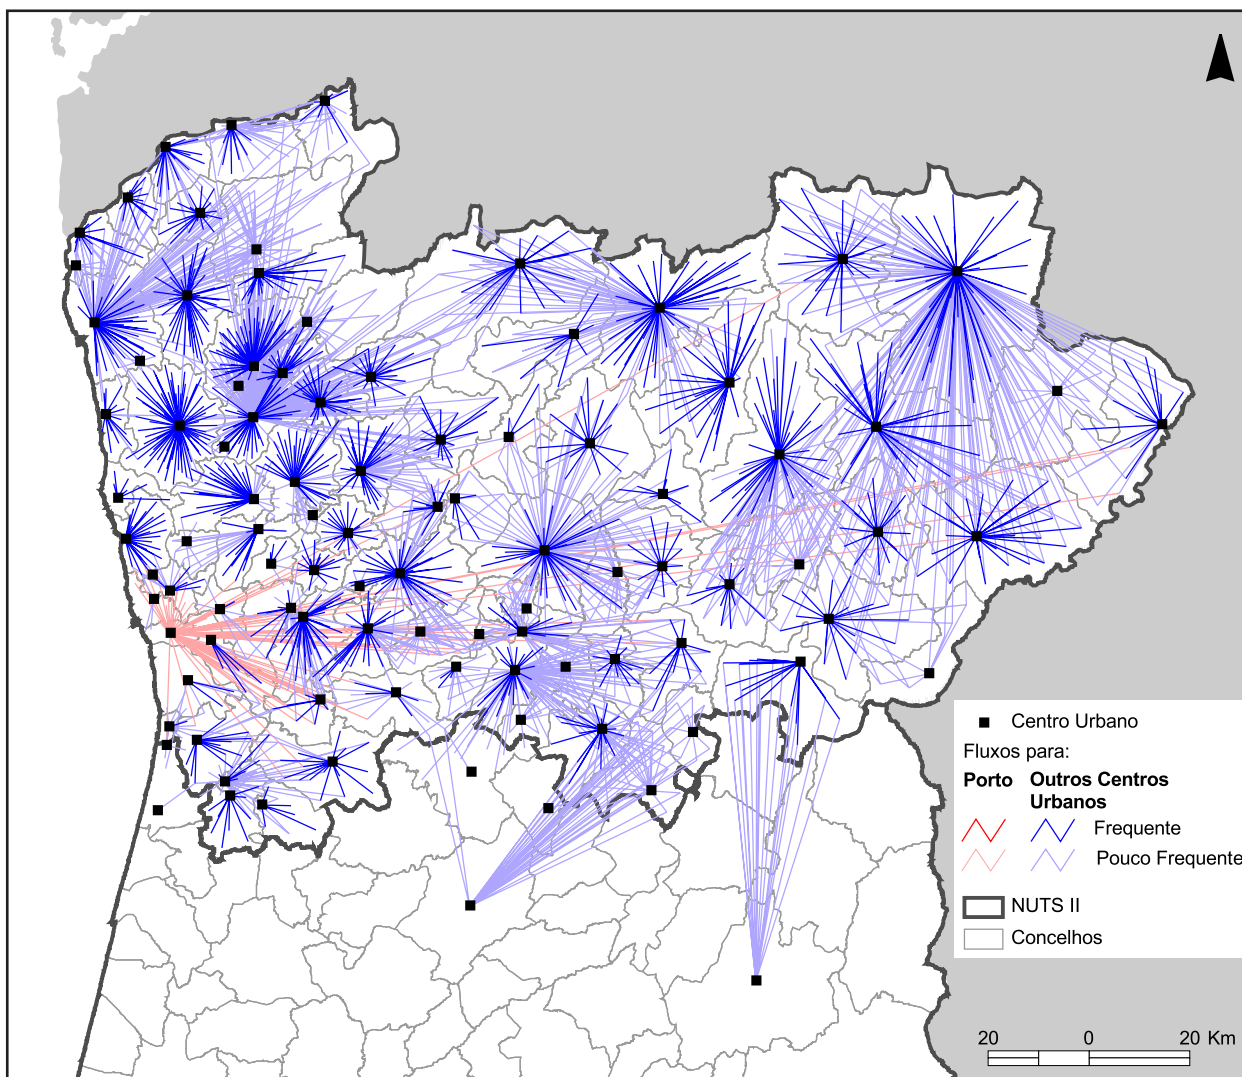 Centro Urbano
Fluxos para:
Porto Outros Centros
Urbanos
Frequente
Pouco Frequente
NUTS II
Concelhos
20 0 20 Km